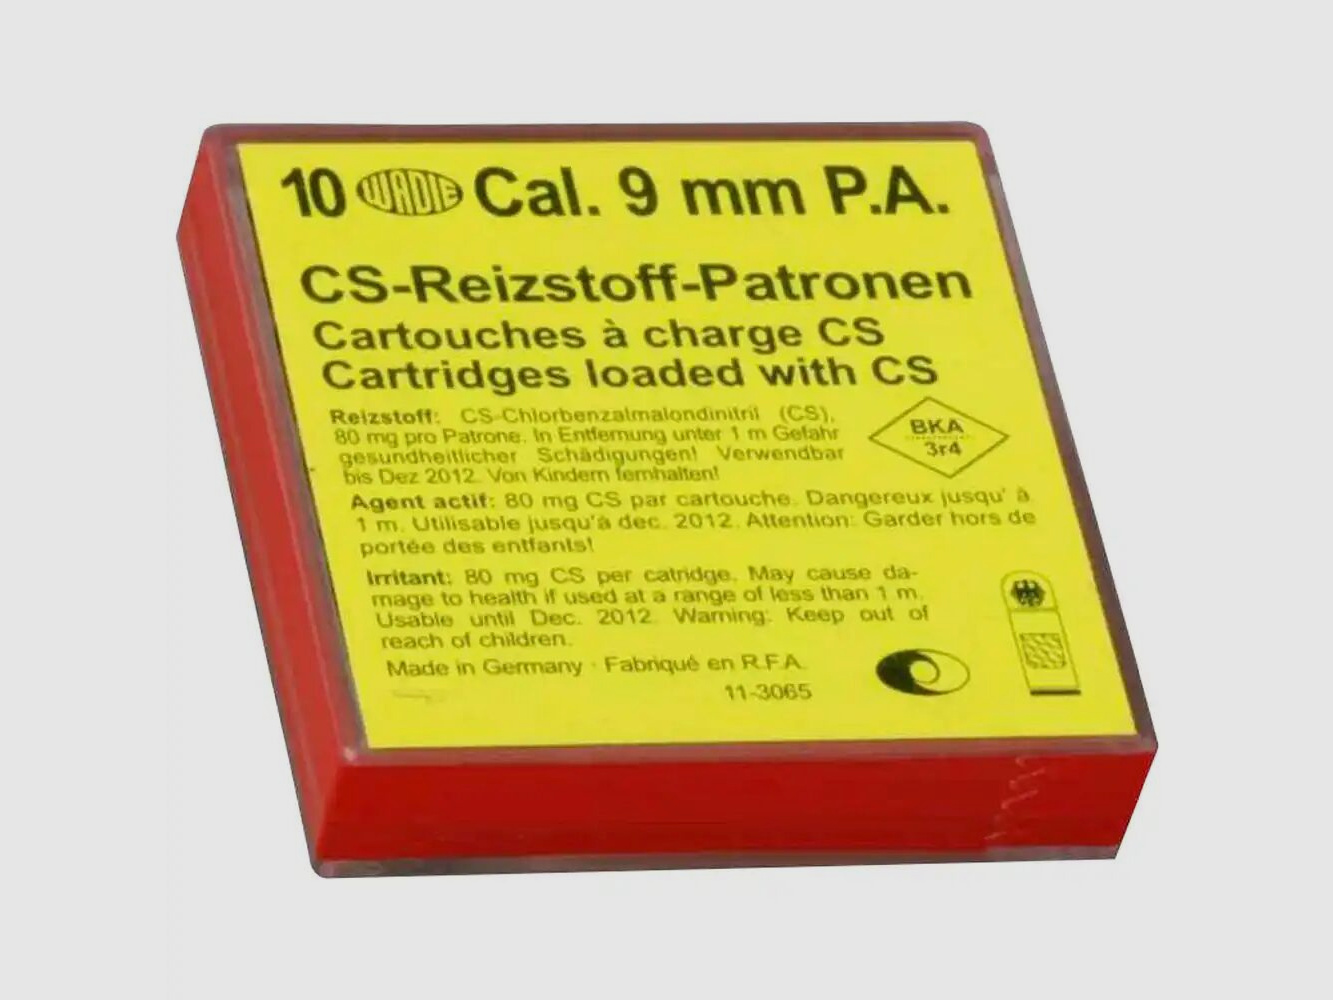 10 WADIE Cal. 9 mm P.A.
CS-Reizstoff-Patronen
Cartouches à charge CS
Cartridges loaded with CS
Reizstoff: CS-Chlorbenzalmalondinitril (CS),
80 mg pro Patrone. In Entfernung unter 1 m Gefahr
gesundheitlicher Schädigungen! Verwendbar
bis Dez 2012. Von Kindern fernhalten!
BKA
3r4
Agent actif: 80 mg CS par cartouche. Dangereux jusqu' à
1 m. Utilisable jusqu'à dec. 2012. Attention: Garder hors de
portée des entfants!
Irritant: 80 mg CS per catridge. May cause da-
mage to health if used at a range of less than 1 m.
Usable until Dec. 2012. Warning: Keep out of
reach of children.
Made in Germany · Fabriqué en R.F.A.
11-3065